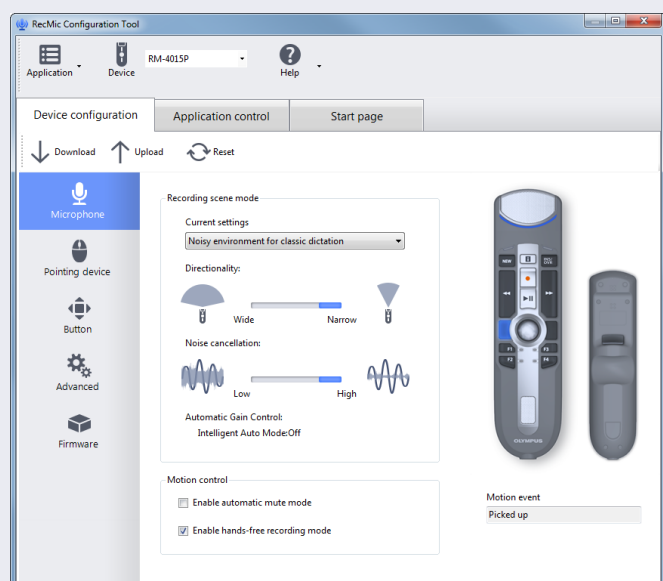 RecMic Configuration Tool
Application
Device
RM-4015P
Help
Device configuration
Application control
Start page
Download
Upload
Reset
Microphone
Pointing device
Button
Advanced
Firmware
Recording scene mode
Current settings
Noisy environment for classic dictation
Directionality:
Wide
Narrow
Noise cancellation:
Low
High
Automatic Gain Control:
Intelligent Auto Mode:Off
Motion control
Enable automatic mute mode
Enable hands-free recording mode
NEW
F1
F2
F3
F4
OLYMPUS
Motion event
Picked up